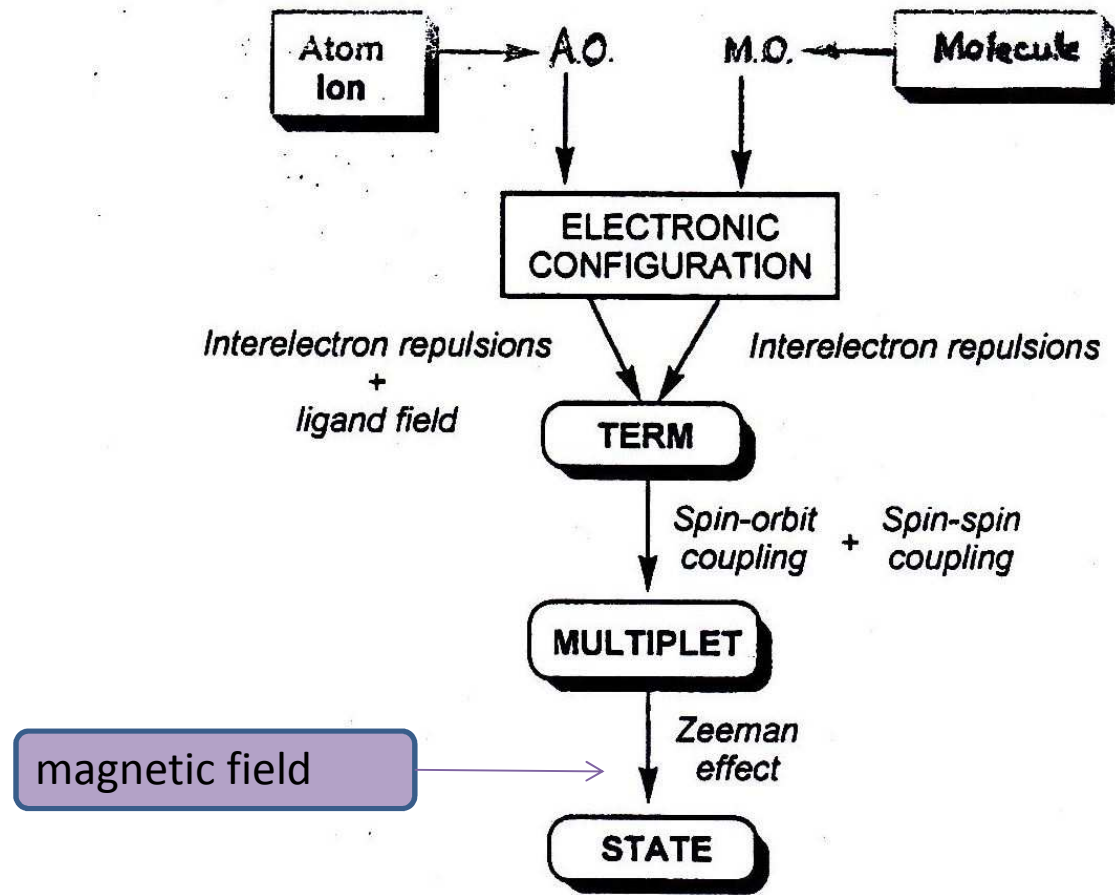 Atom
Ion
A.O.
M.O.
Molecule
ELECTRONIC
CONFIGURATION
Interelectron repulsions
+
ligand field
Interelectron repulsions
TERM
Spin-orbit
coupling
+
Spin-spin
coupling
MULTIPLET
Zeeman
effect
magnetic field
STATE